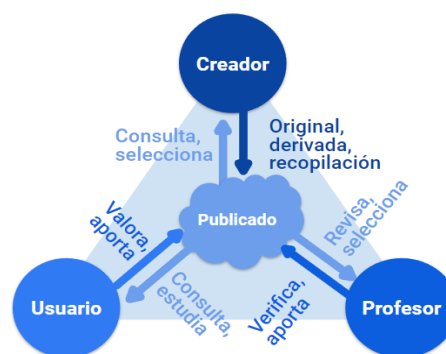 Creador
Consulta,
selecciona
Original,
derivada,
recopilación
Publicado
Valora,
aporta
Revisa,
selecciona
Usuario
Consulta,
estudia
Verifica,
aporta
Profesor